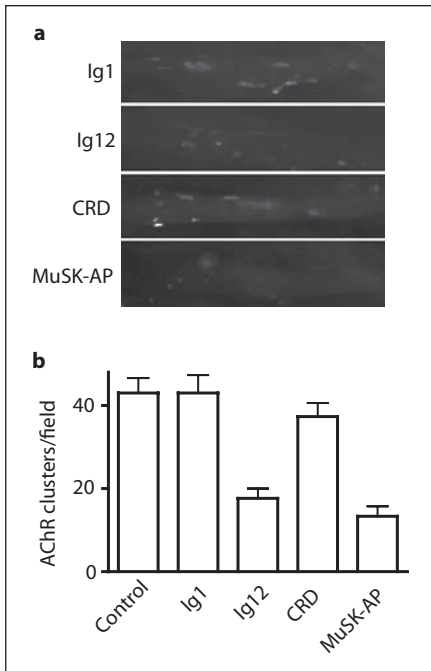 a
Ig1
Ig12
CRD
MuSK-AP
b
AChR clusters/field
40
20
0
Control
Ig1
Ig12
CRD
MuSK-AP